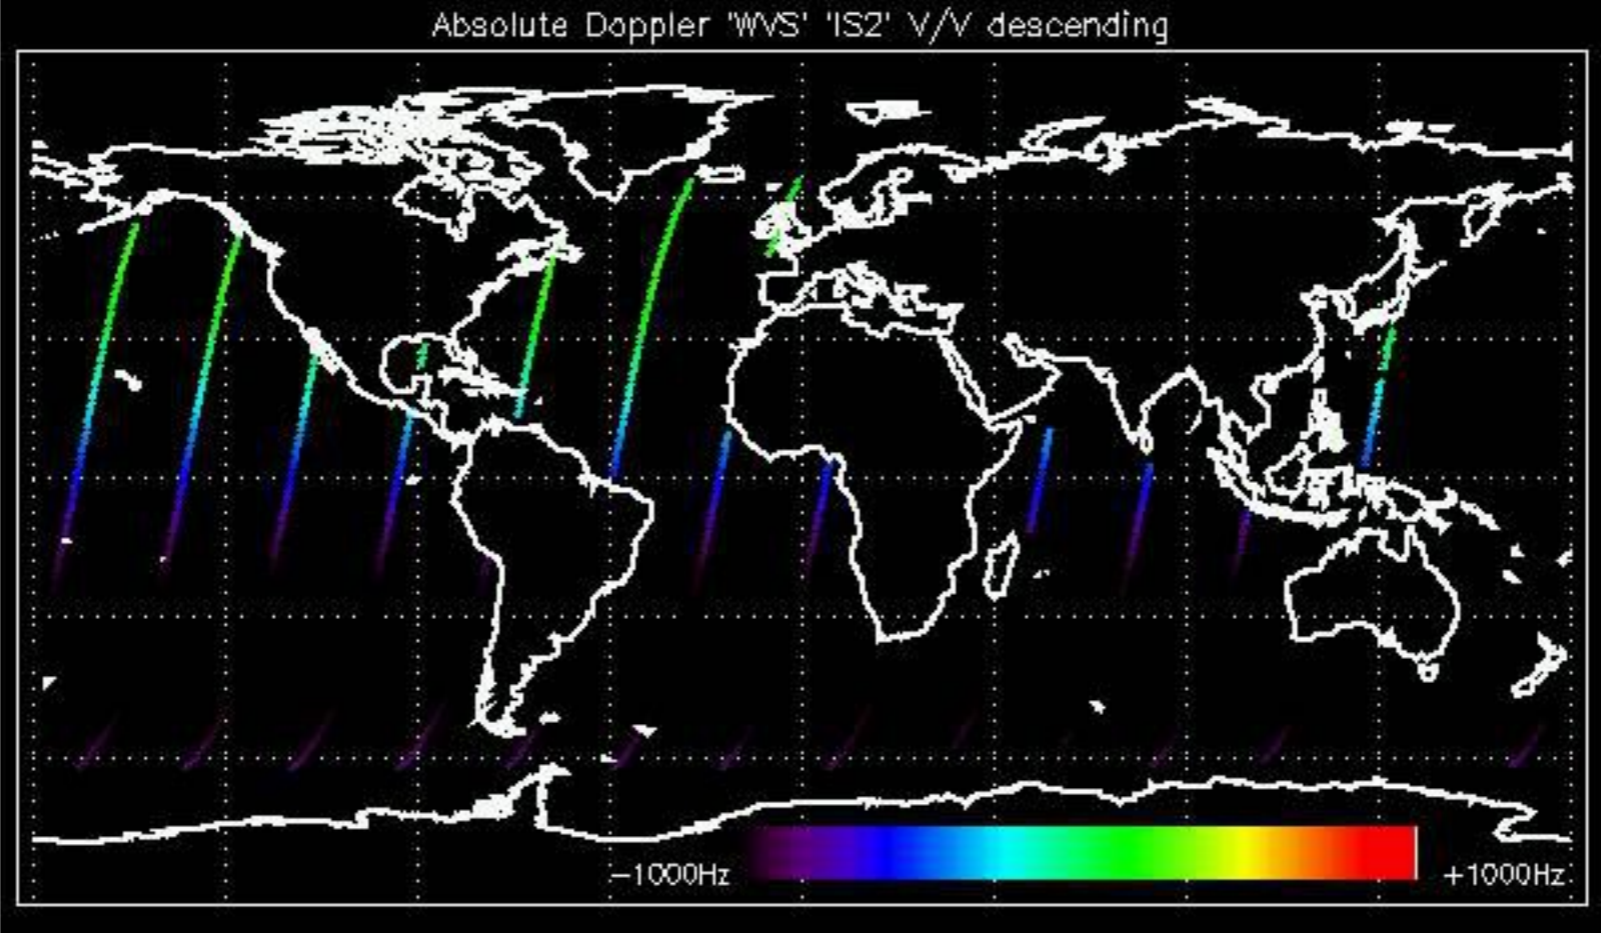 Absolute Doppler 'WVS' 'IS2' V/V descending
−1000Hz
+1000Hz